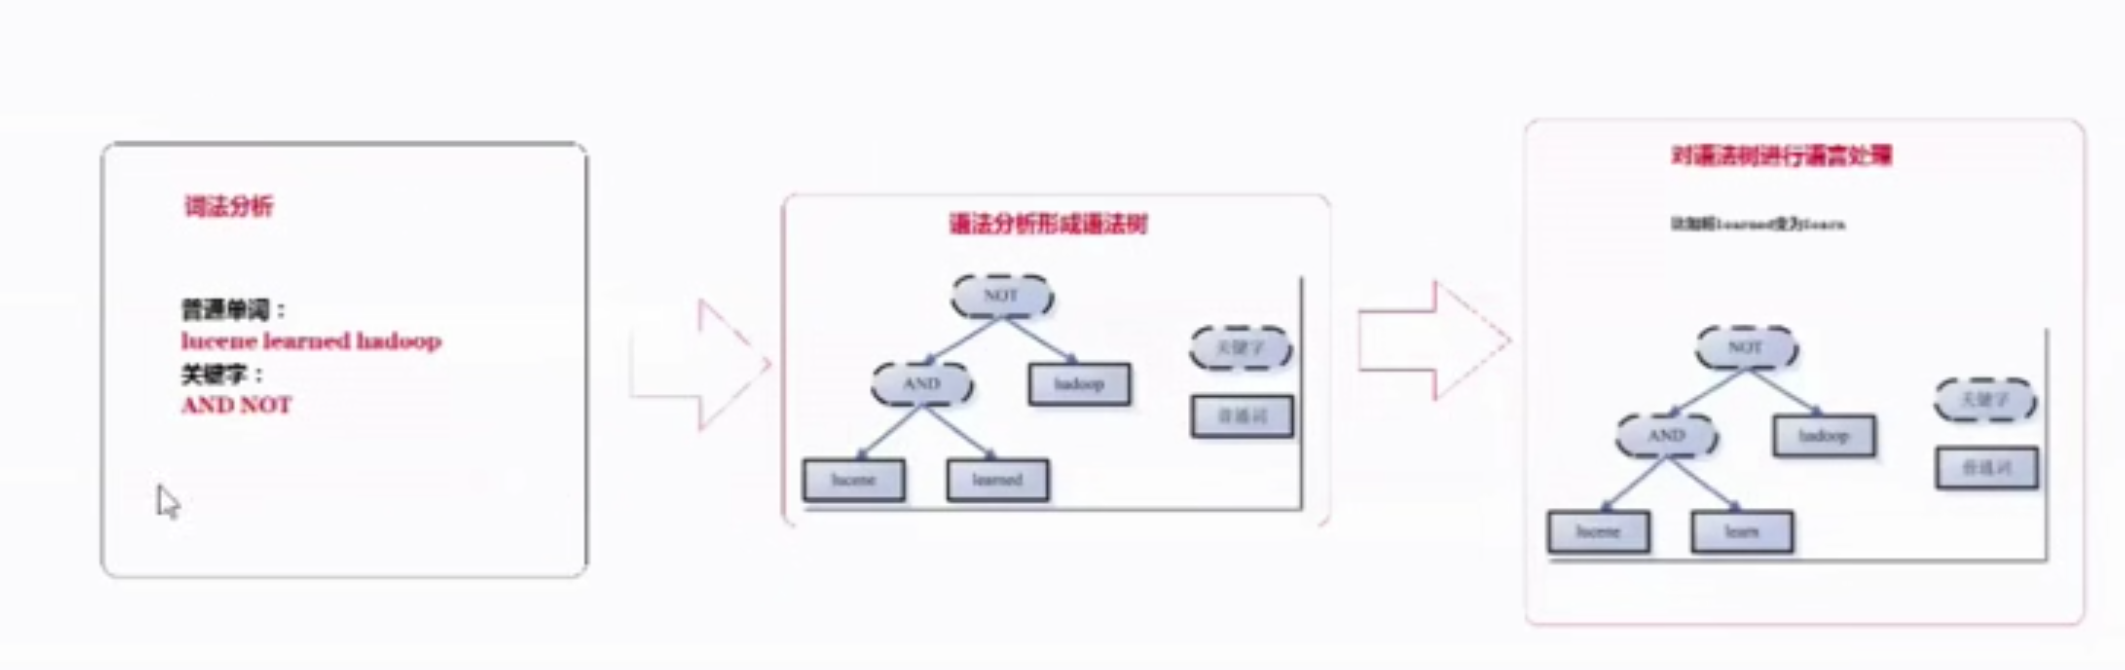 词法分析
普通单词：
lucene learned hadoop
关键字：
AND NOT
语法分析形成语法树
NOT
关键字
AND
hadoop
普通词
lucene
learned
对语法树进行语言处理
比如将learned变为learn
NOT
关键字
AND
hadoop
普通词
lucene
learn